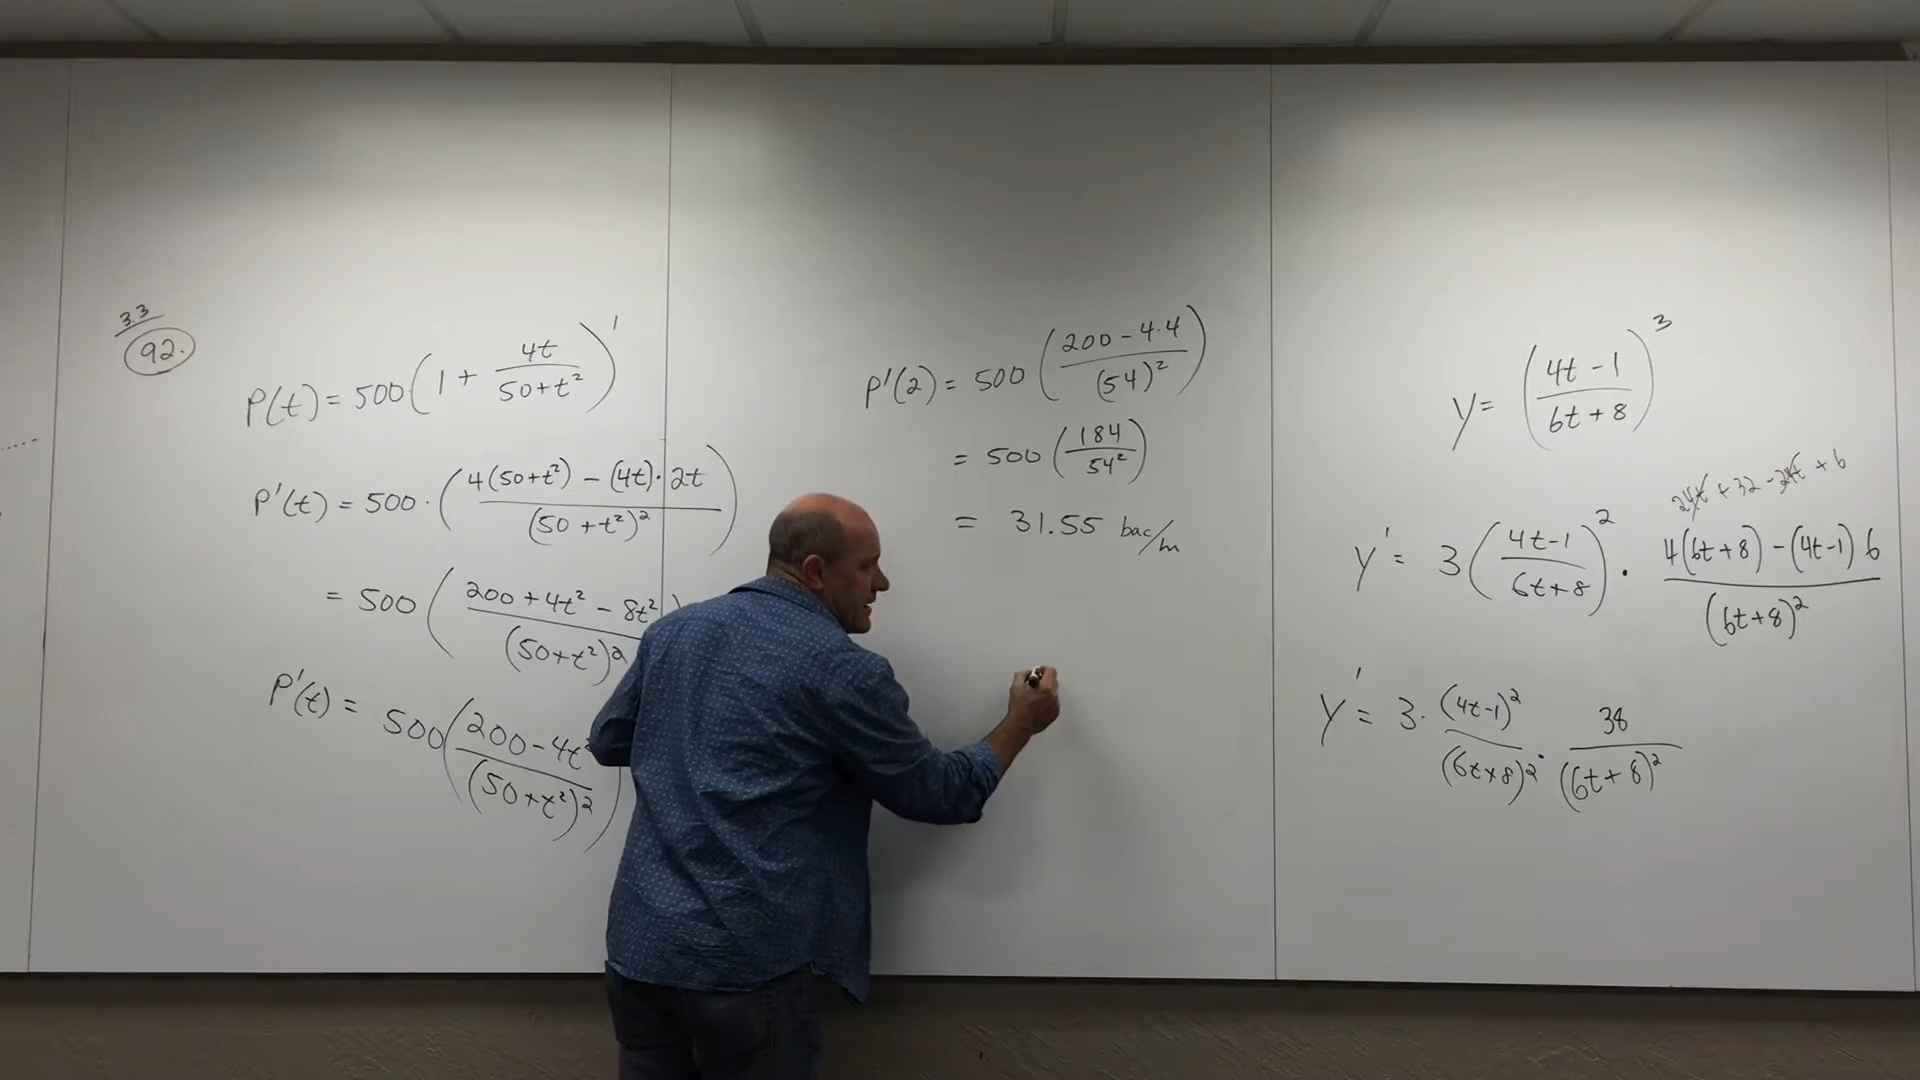 3.3
92.
P(t) = 500 (1 + 4t / (50+t²))'
P'(t) = 500 · (4(50+t²) - (4t)·2t / (50+t²)²)
= 500 (200 + 4t² - 8t² / (50+t²)²
P'(t) = 500 (200 - 4t² / (50+t²)²)
P'(2) = 500 (200 - 4·4 / (54)²)
= 500 (184 / 54²)
= 31.55 bac/m
y = (4t - 1 / 6t + 8)³
24t + 32 - 24t + 6
y' = 3 (4t-1 / 6t+8)² · 4(6t+8) - (4t-1) 6 / (6t+8)²
y' = 3 · (4t-1)² / (6t+8)² · 38 / (6t+8)²